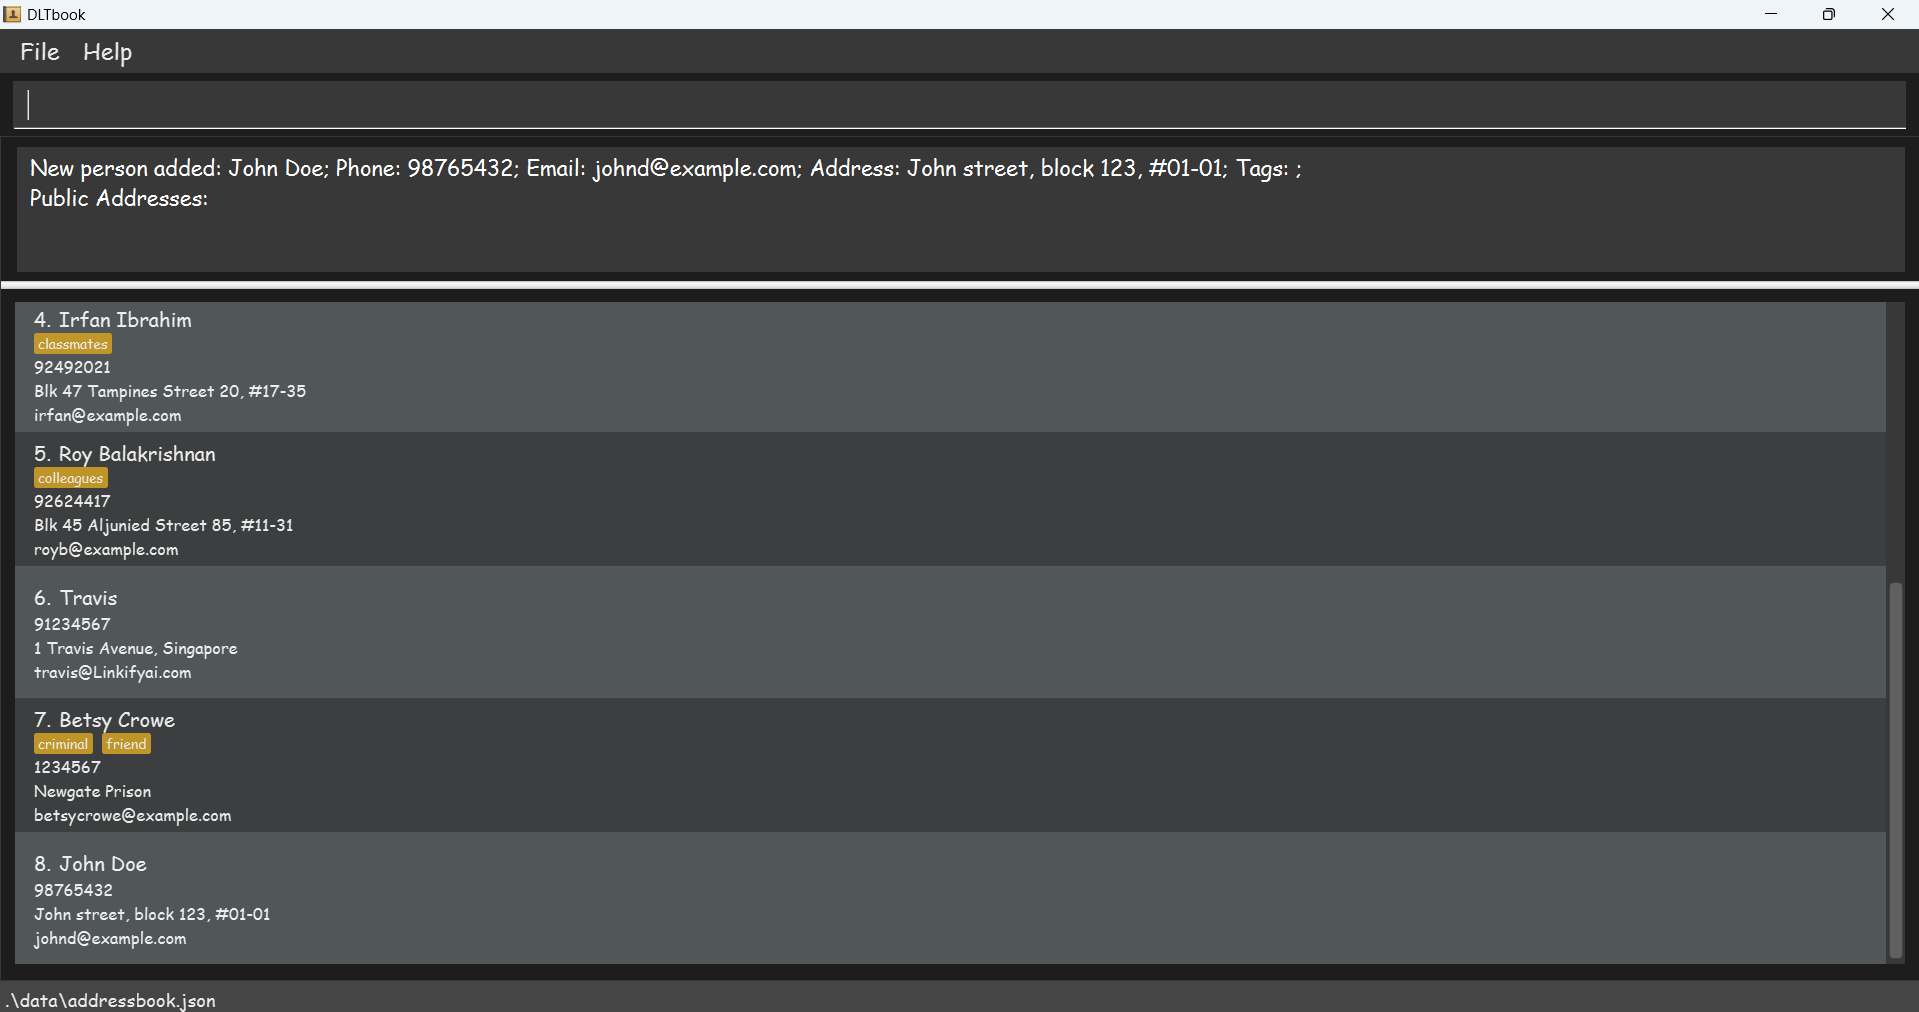 DLTbook
File Help
New person added: John Doe; Phone: 98765432; Email: johnd@example.com; Address: John street, block 123, #01-01; Tags: ;
Public Addresses:
4. Irfan Ibrahim
classmates
92492021
Blk 47 Tampines Street 20, #17-35
irfan@example.com
5. Roy Balakrishnan
colleagues
92624417
Blk 45 Aljunied Street 85, #11-31
royb@example.com
6. Travis
91234567
1 Travis Avenue, Singapore
travis@Linkifyai.com
7. Betsy Crowe
criminal friend
1234567
Newgate Prison
betsycrowe@example.com
8. John Doe
98765432
John street, block 123, #01-01
johnd@example.com
.\data\addressbook.json